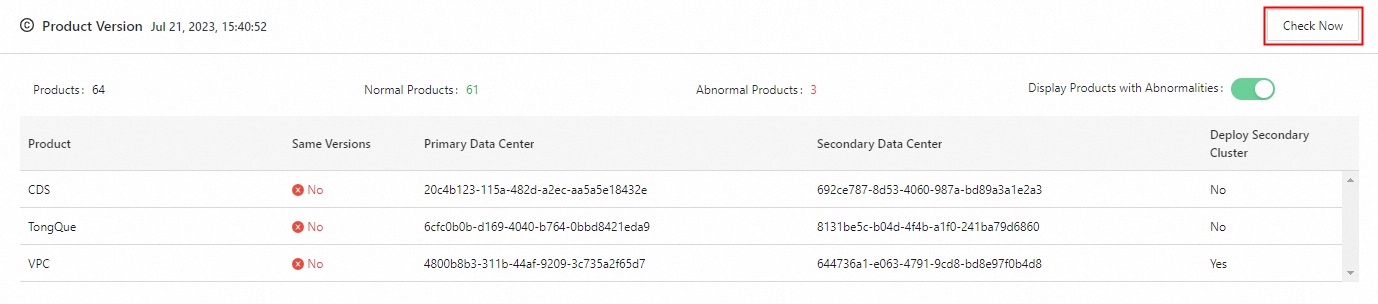 © Product Version Jul 21, 2023, 15:40:52
Check Now
Products: 64 Normal Products: 61 Abnormal Products: 3 Display Products with Abnormalities:
Product Same Versions Primary Data Center Secondary Data Center Deploy Secondary
Cluster
CDS No 20c4b123-115a-482d-a2ec-aa5a5e18432e 692ce787-8d53-4060-987a-bd89a3a1e2a3 No
TongQue No 6cfc0b0b-d169-4040-b764-0bbd8421eda9 8131be5c-b04d-4f4b-a1f0-241ba79d6860 No
VPC No 4800b8b3-311b-44af-9209-3c735a2f65d7 644736a1-e063-4791-9cd8-bd8e97f0b4d8 Yes